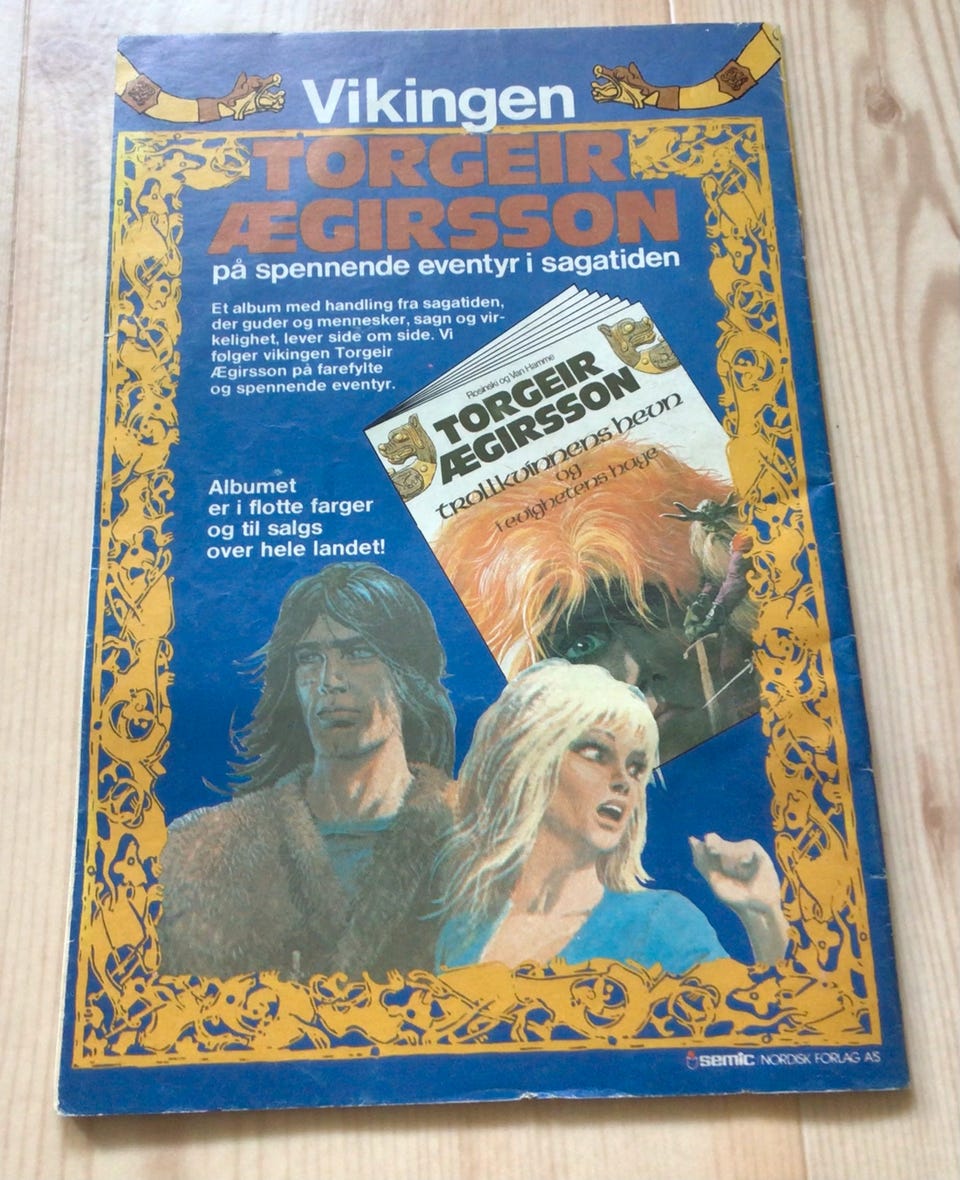 Vikingen
TORGEIR
ÆGIRSSON
på spennende eventyr i sagatiden
Et album med handling fra sagatiden,
der guder og mennesker, sagn og vir-
kelighet, lever side om side. Vi
følger vikingen Torgeir
Ægirsson på farefylte
og spennende eventyr.
Rosinski og Van Hamme
TORGEIR
ÆGIRSSON
trollkvinnens hevn
og
i evighetens hage
Albumet
er i flotte farger
og til salgs
over hele landet!
semic NORDISK FORLAG AS